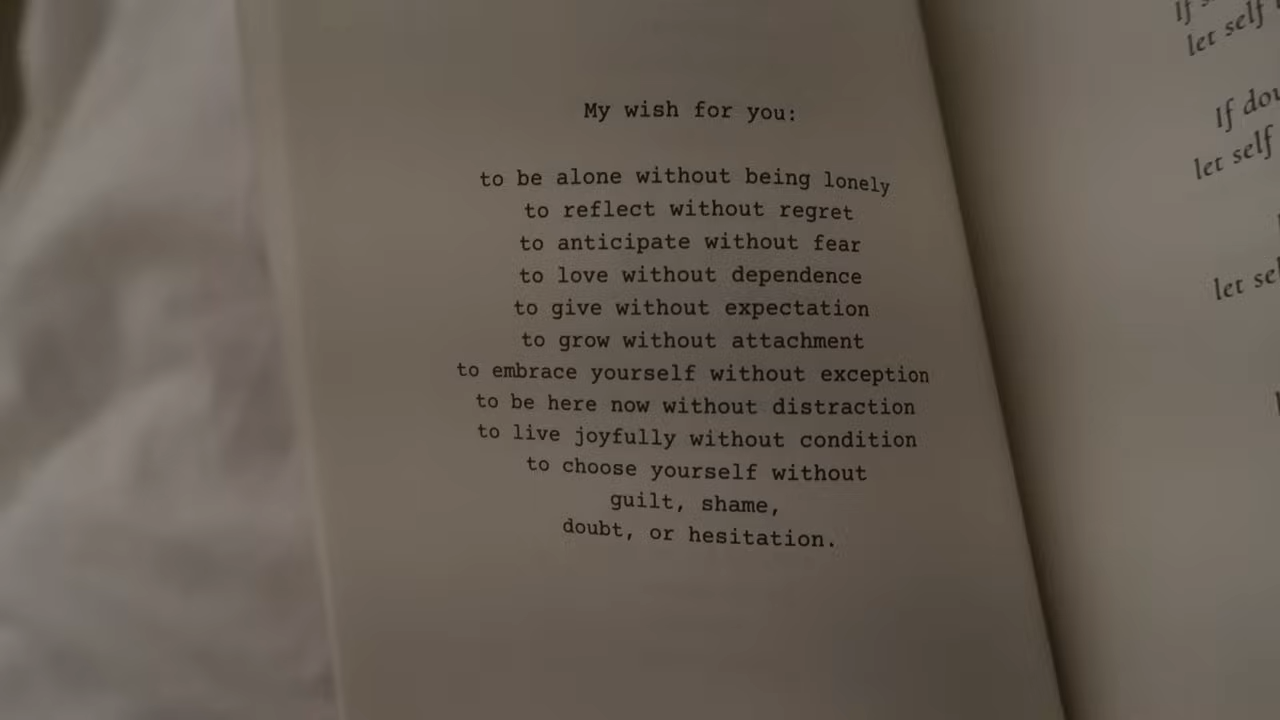 My wish for you:
to be alone without being lonely
to reflect without regret
to anticipate without fear
to love without dependence
to give without expectation
to grow without attachment
to embrace yourself without exception
to be here now without distraction
to live joyfully without condition
to choose yourself without
guilt, shame,
doubt, or hesitation.
If
let self
If
let self
let